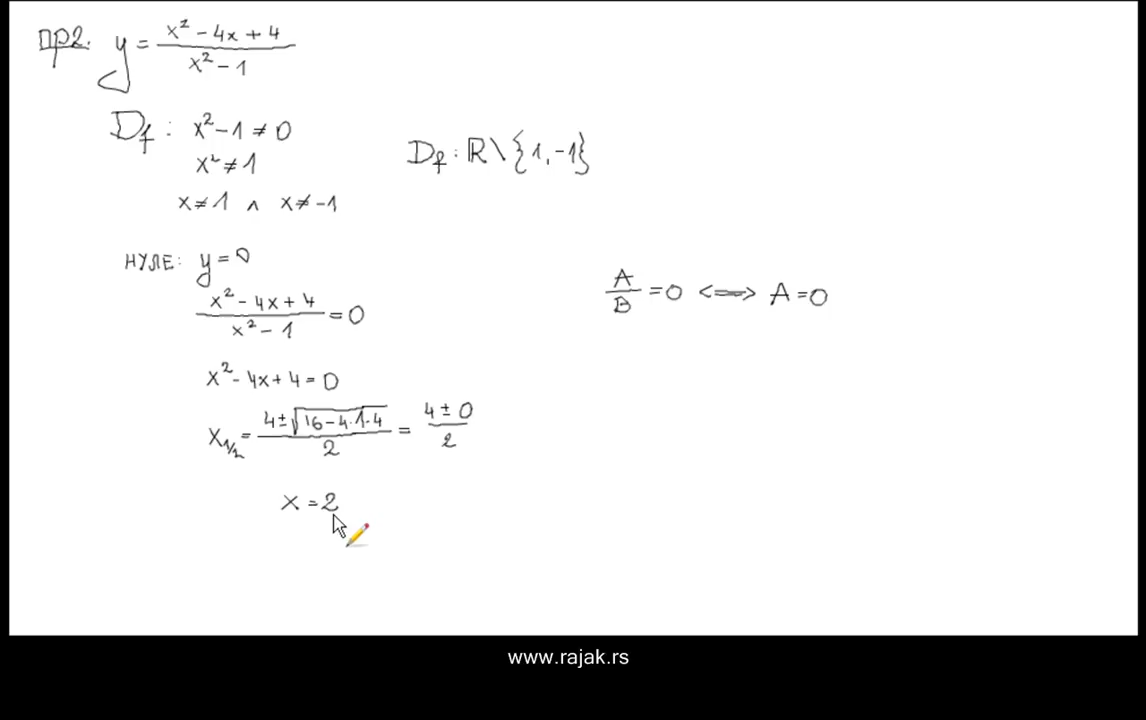 ПР2. y = (x² - 4x + 4)/(x² - 1)
Df : x² - 1 ≠ 0
x² ≠ 1
x ≠ 1 ∧ x ≠ -1
Df : ℝ \ {1, -1}
НУЛЕ: y = 0
(x² - 4x + 4)/(x² - 1) = 0
A/B = 0 <=> A = 0
x² - 4x + 4 = 0
x₁/₂ = (4 ± √(16 - 4·1·4))/2 = (4 ± 0)/2
x = 2
www.rajak.rs